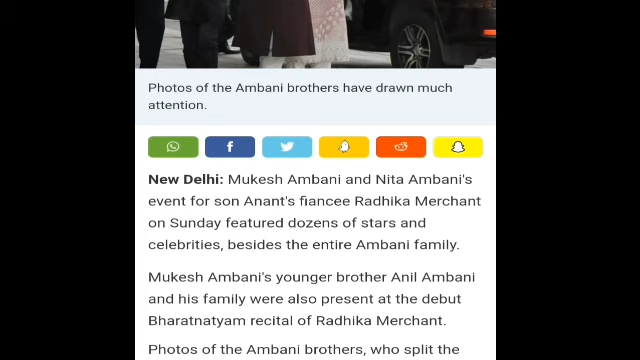 Photos of the Ambani brothers have drawn much
attention.
New Delhi: Mukesh Ambani and Nita Ambani's
event for son Anant's fiancee Radhika Merchant
on Sunday featured dozens of stars and
celebrities, besides the entire Ambani family.
Mukesh Ambani's younger brother Anil Ambani
and his family were also present at the debut
Bharatnatyam recital of Radhika Merchant.
Photos of the Ambani brothers, who split the